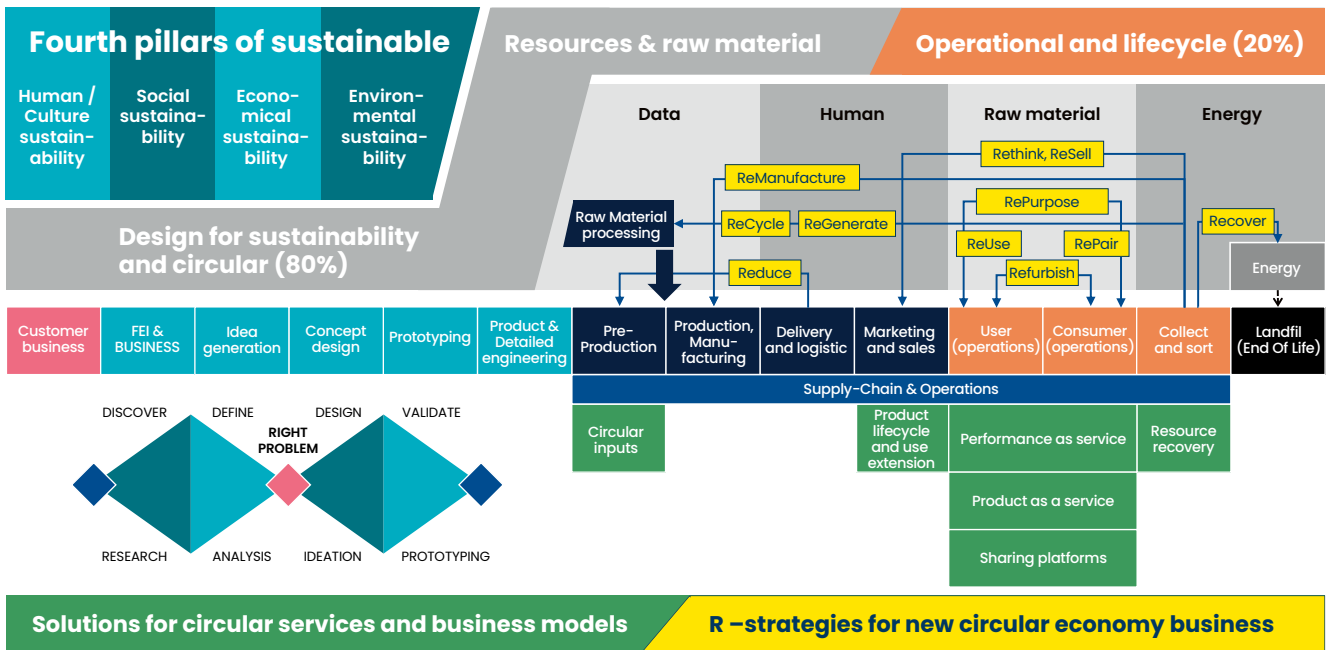 Fourth pillars of sustainable
Human /
Culture
sustain-
ability
Social
sustaina-
bility
Econo-
mical
sustaina-
bility
Environ-
mental
sustaina-
bility
Resources & raw material
Operational and lifecycle (20%)
Design for sustainability
and circular (80%)
Data
Human
Raw material
Energy
Rethink, ReSell
ReManufacture
RePurpose
Raw Material
processing
ReCycle
ReGenerate
Recover
ReUse
RePair
Reduce
Refurbish
Energy
Customer
business
FEI &
BUSINESS
Idea
generation
Concept
design
Prototyping
Product &
Detailed
engineering
Pre-
Production
Production,
Manu-
facturing
Delivery
and logistic
Marketing
and sales
User
(operations)
Consumer
(operations)
Collect
and sort
Landfil
(End Of Life)
Supply-Chain & Operations
Circular
inputs
Product
lifecycle
and use
extension
Performance as service
Resource
recovery
Product as a service
Sharing platforms
DISCOVER
DEFINE
DESIGN
VALIDATE
RIGHT
PROBLEM
RESEARCH
ANALYSIS
IDEATION
PROTOTYPING
Solutions for circular services and business models
R –strategies for new circular economy business